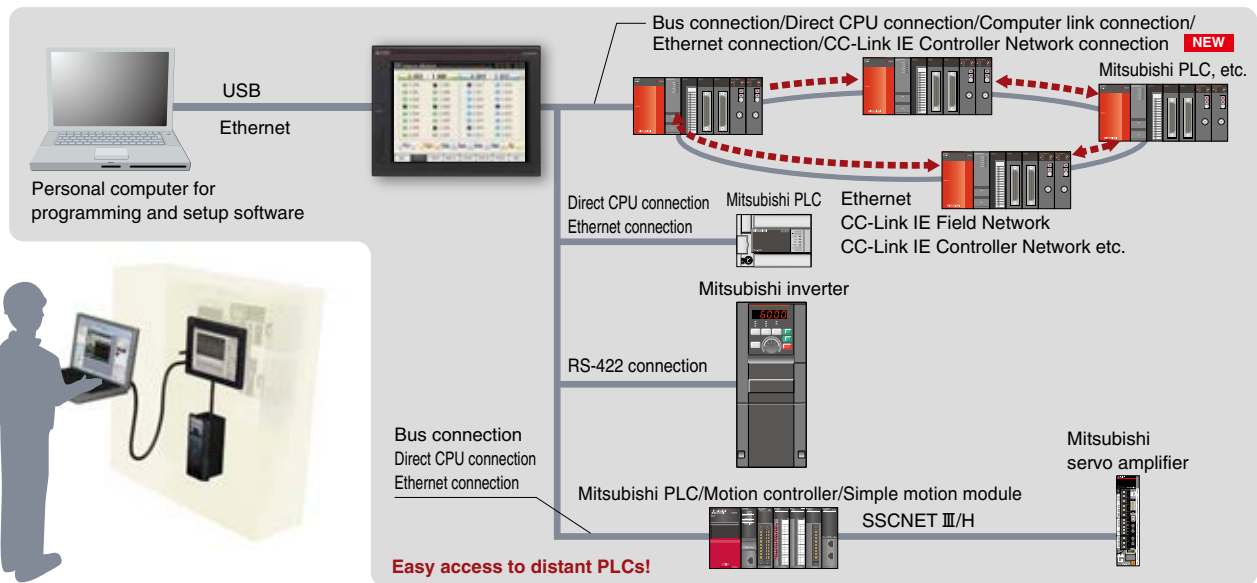 Bus connection/Direct CPU connection/Computer link connection/
Ethernet connection/CC-Link IE Controller Network connection NEW
Mitsubishi PLC, etc.
USB
Ethernet
Personal computer for
programming and setup software
Direct CPU connection
Ethernet connection
Mitsubishi PLC
Ethernet
CC-Link IE Field Network
CC-Link IE Controller Network etc.
Mitsubishi inverter
6000
RS-422 connection
Bus connection
Direct CPU connection
Ethernet connection
Mitsubishi PLC/Motion controller/Simple motion module
SSCNET Ⅲ/H
Mitsubishi
servo amplifier
Easy access to distant PLCs!